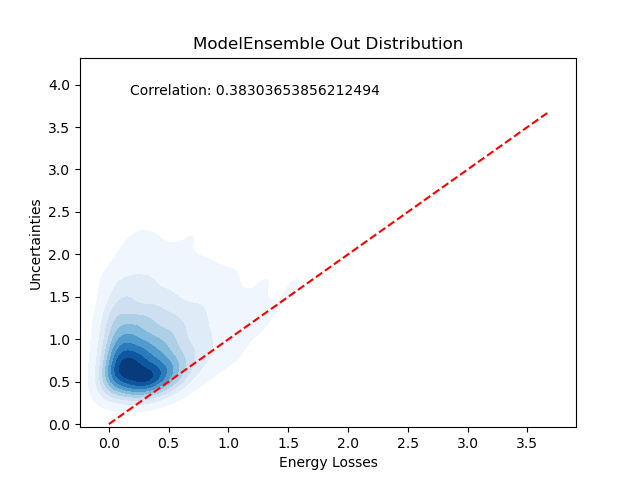 ModelEnsemble Out Distribution
Correlation: 0.38303653856212494
4.0
3.5
3.0
2.5
2.0
1.5
1.0
0.5
0.0
Uncertainties
0.0 0.5 1.0 1.5 2.0 2.5 3.0 3.5
Energy Losses